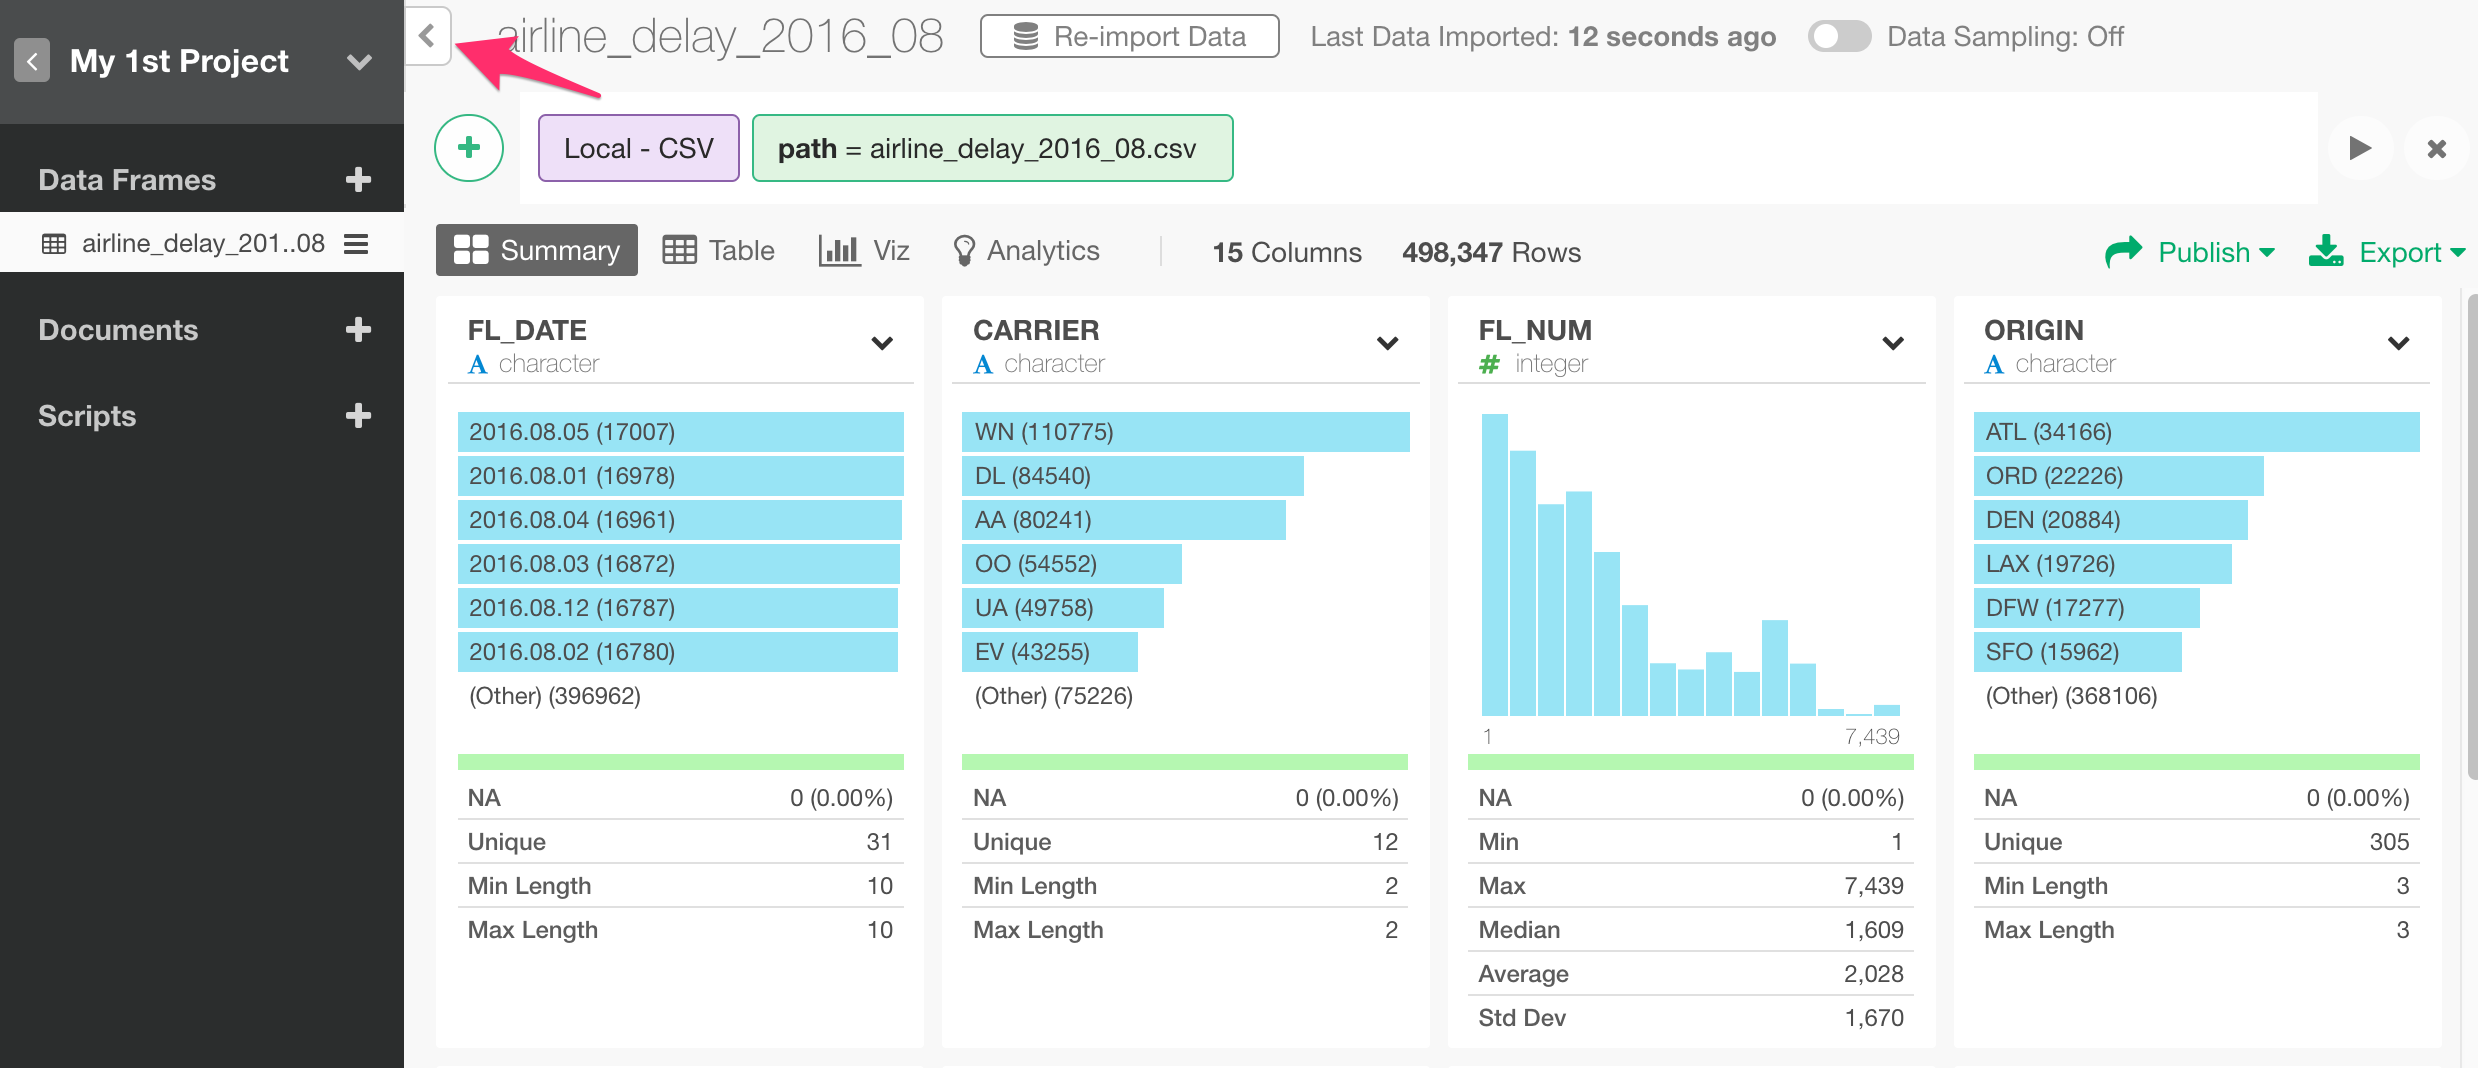 My 1st Project
airline_delay_2016_08
Re-import Data
Last Data Imported: 12 seconds ago
Data Sampling: Off
Data Frames
airline_delay_201..08
Documents
Scripts
Local - CSV
path = airline_delay_2016_08.csv
Summary
Table
Viz
Analytics
15 Columns
498,347 Rows
Publish
Export
FL_DATE
A character
2016.08.05 (17007)
2016.08.01 (16978)
2016.08.04 (16961)
2016.08.03 (16872)
2016.08.12 (16787)
2016.08.02 (16780)
(Other) (396962)
NA 0 (0.00%)
Unique 31
Min Length 10
Max Length 10
CARRIER
A character
WN (110775)
DL (84540)
AA (80241)
OO (54552)
UA (49758)
EV (43255)
(Other) (75226)
NA 0 (0.00%)
Unique 12
Min Length 2
Max Length 2
FL_NUM
# integer
1 7,439
NA 0 (0.00%)
Min 1
Max 7,439
Median 1,609
Average 2,028
Std Dev 1,670
ORIGIN
A character
ATL (34166)
ORD (22226)
DEN (20884)
LAX (19726)
DFW (17277)
SFO (15962)
(Other) (368106)
NA 0 (0.00%)
Unique 305
Min Length 3
Max Length 3